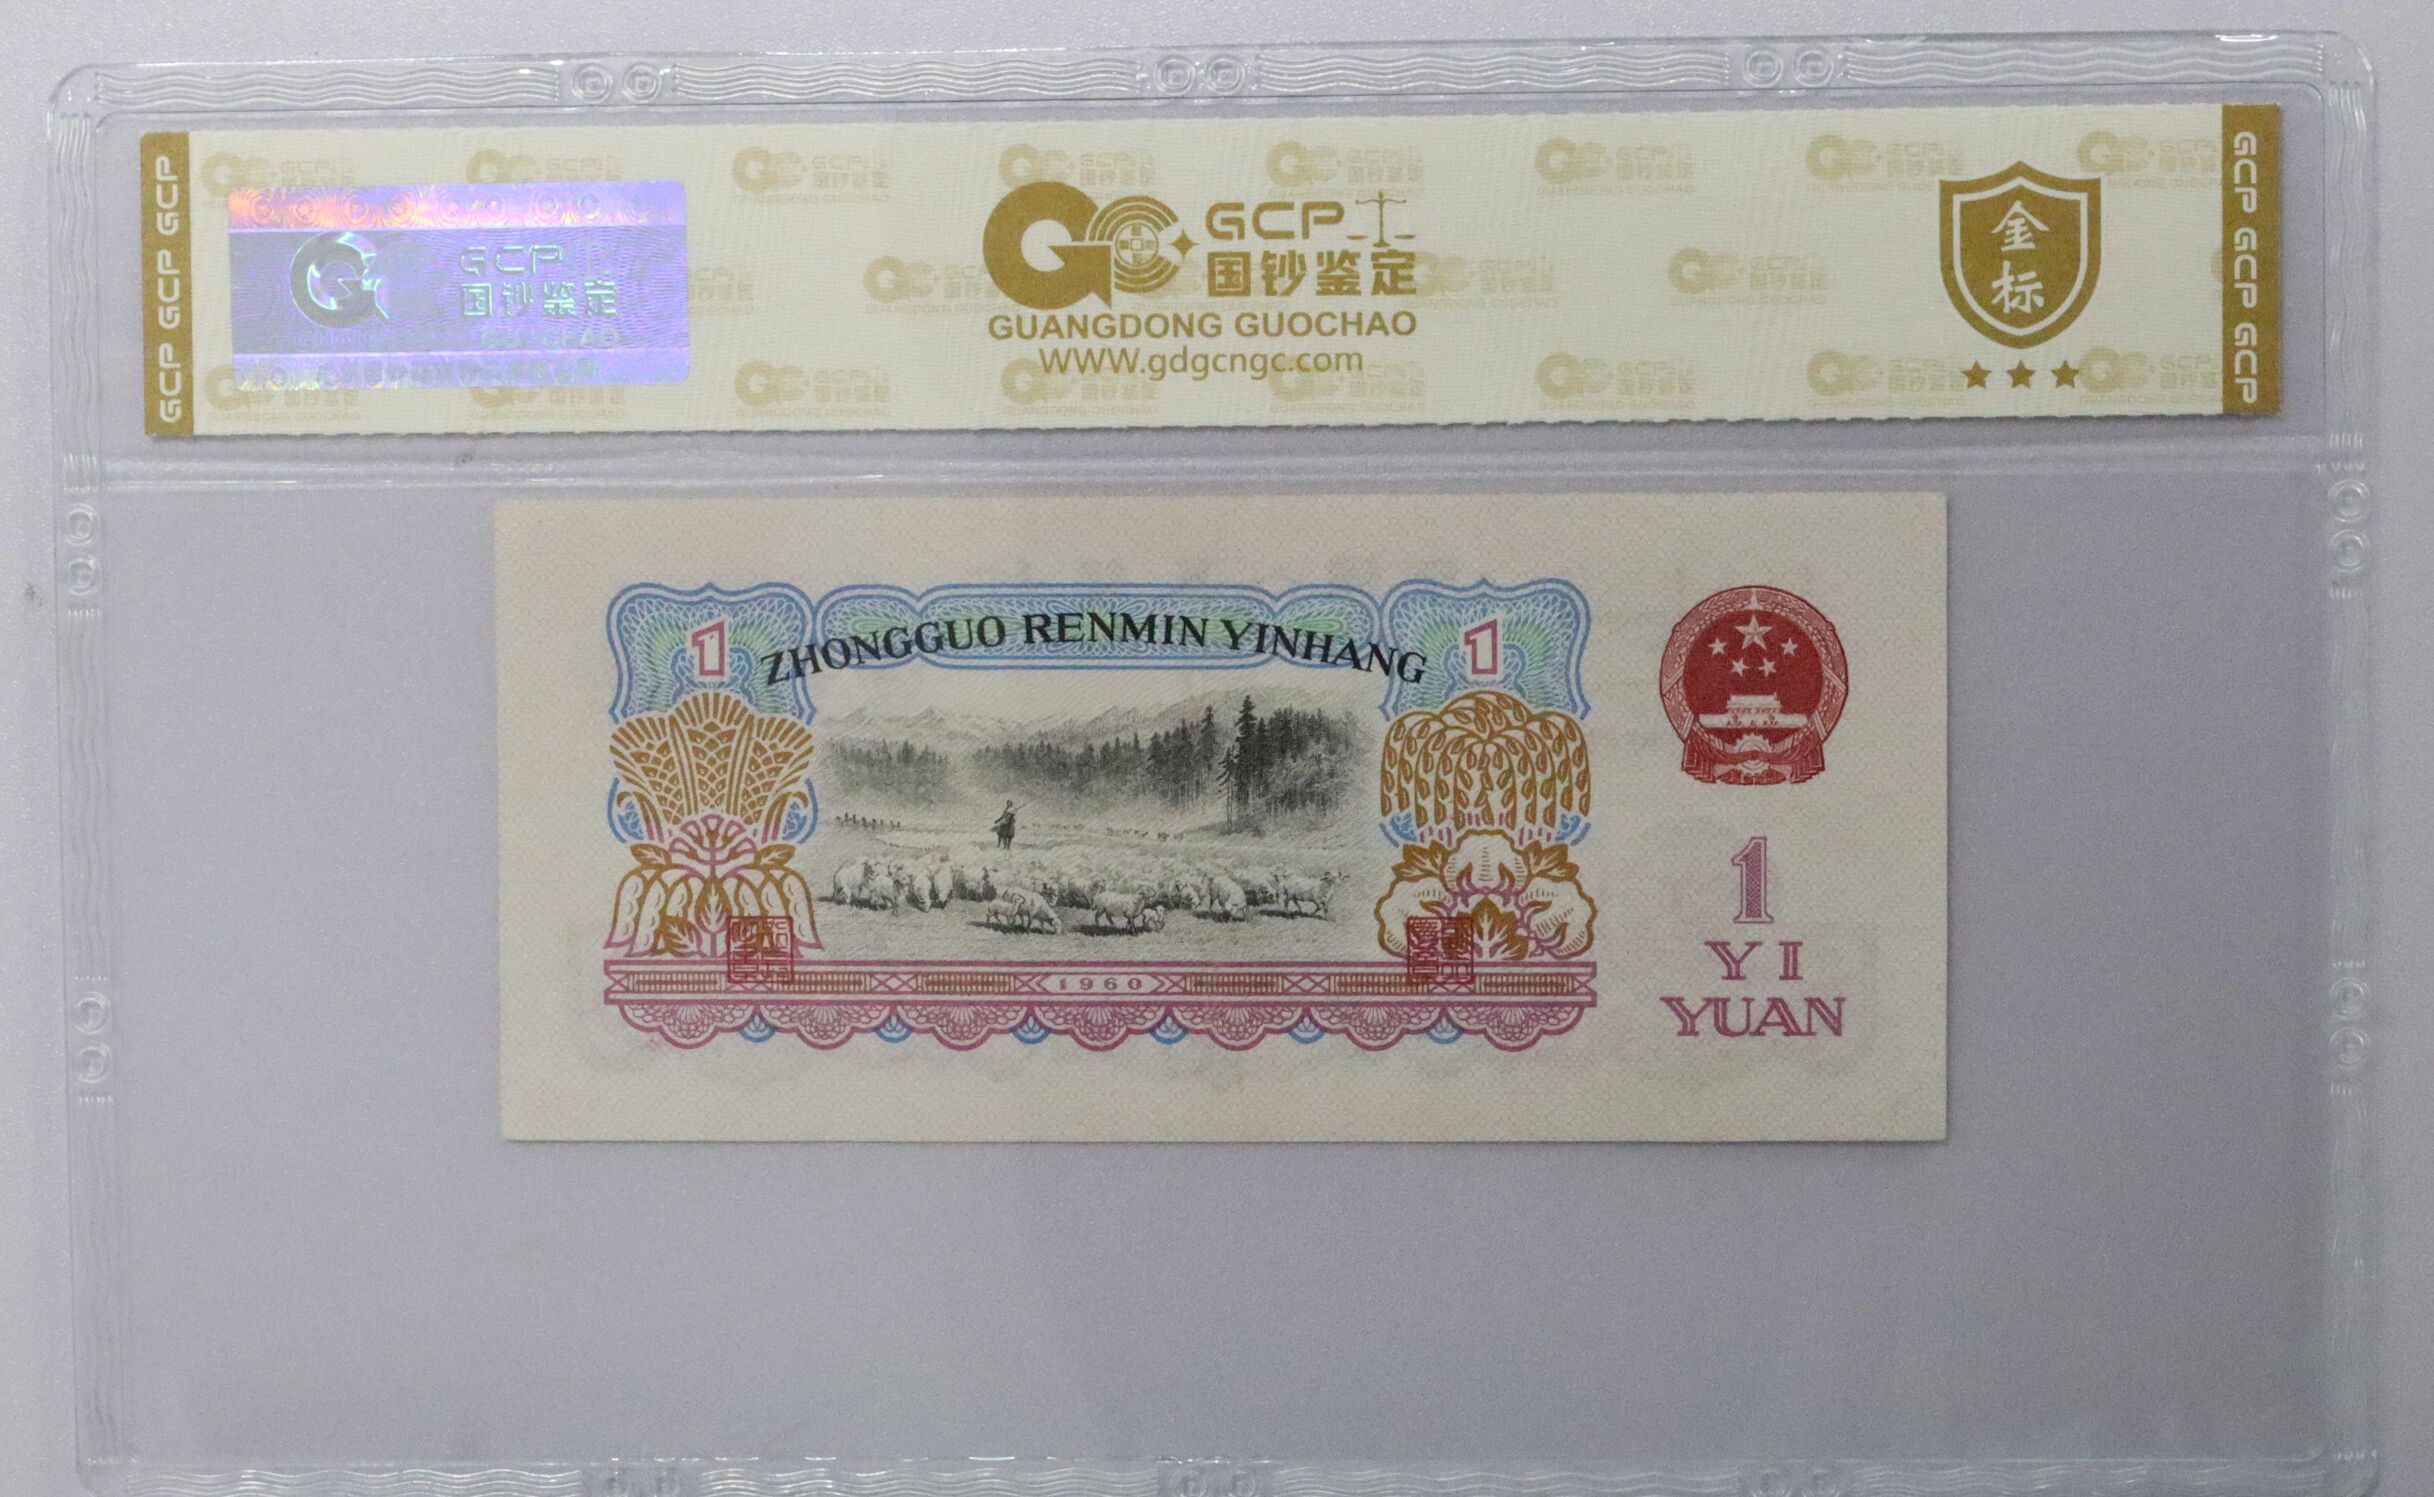 GCP GCP GCP
GCP
国钞鉴定
GUOCHAO
GCP
国钞鉴定
GUANGDONG GUOCHAO
WWW.gdgcngc.com
金标
GCP GCP GCP
ZHONGGUO RENMIN YINHANG
1
1
1960
1
YI
YUAN